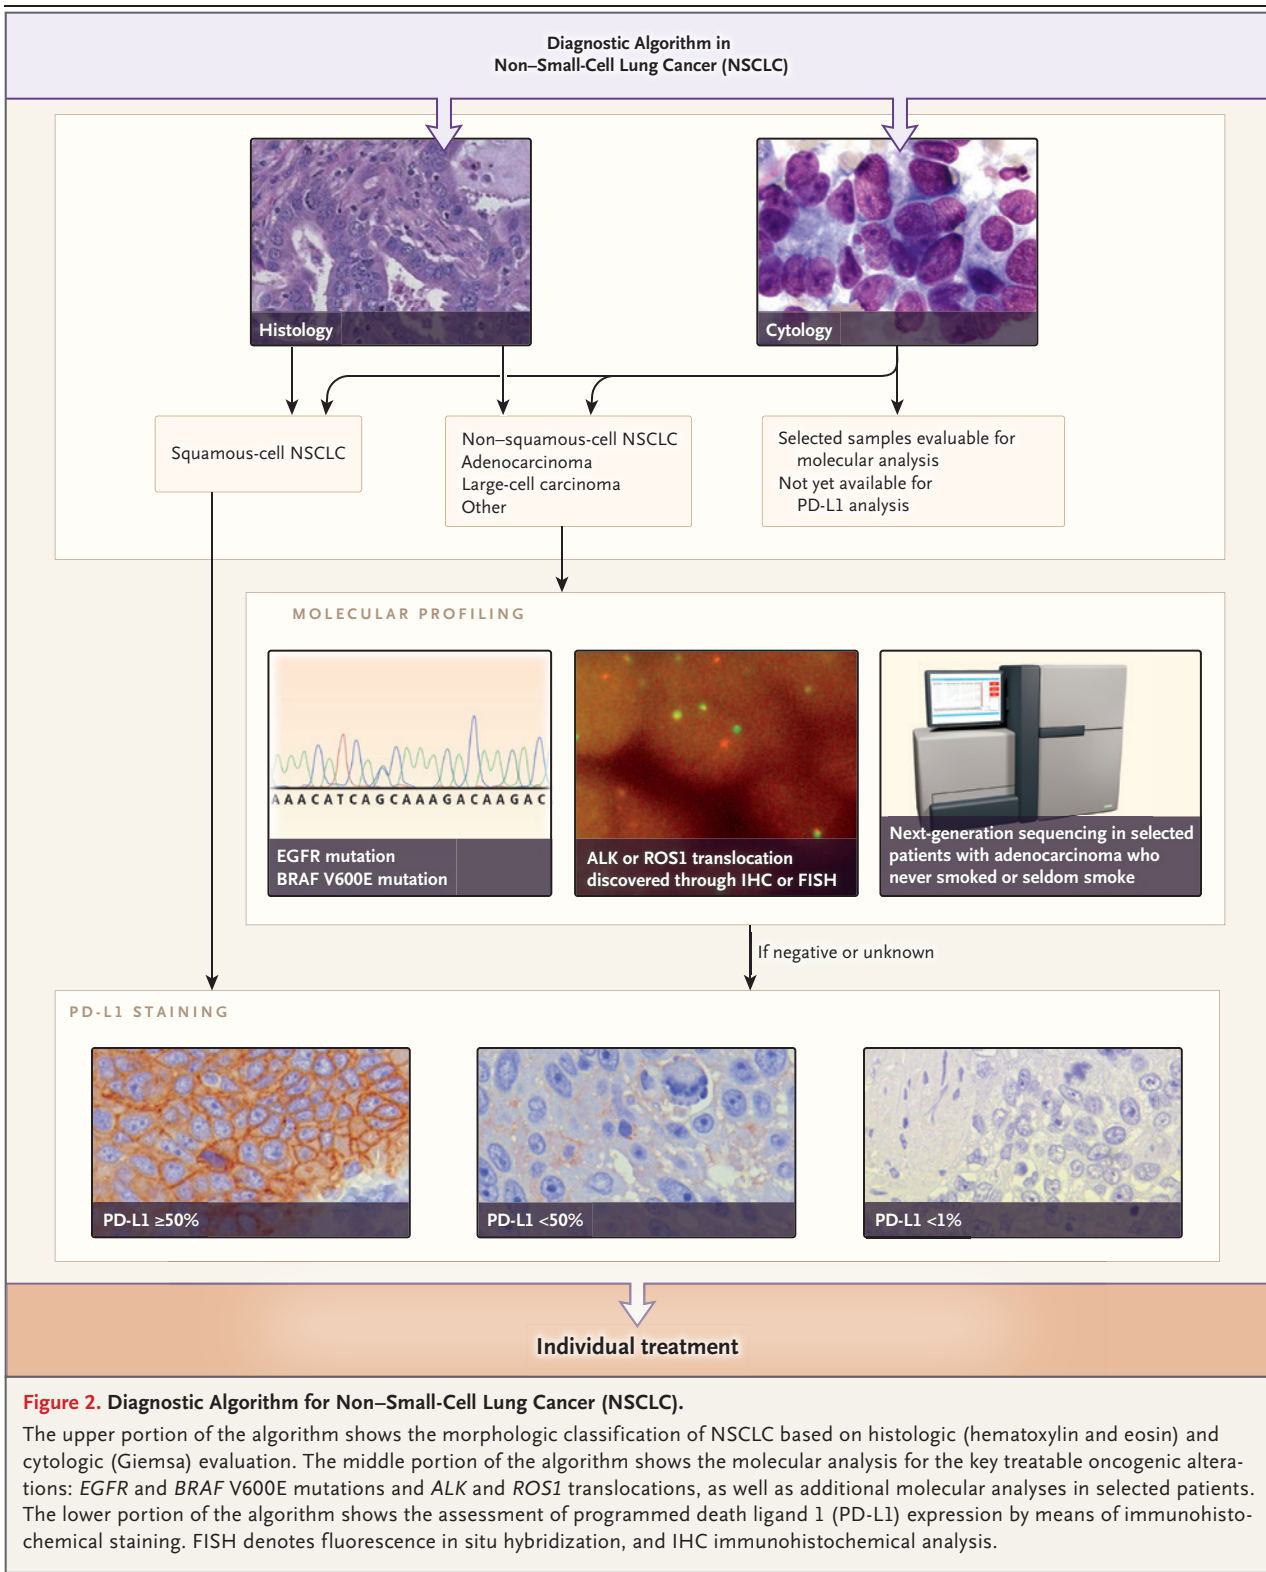 Diagnostic Algorithm in
Non–Small-Cell Lung Cancer (NSCLC)
Histology
Cytology
Squamous-cell NSCLC
Non–squamous-cell NSCLC
Adenocarcinoma
Large-cell carcinoma
Other
Selected samples evaluable for
molecular analysis
Not yet available for
PD-L1 analysis
MOLECULAR PROFILING
AAACATCAGCAAAGACAAGAC
EGFR mutation
BRAF V600E mutation
ALK or ROS1 translocation
discovered through IHC or FISH
Next-generation sequencing in selected
patients with adenocarcinoma who
never smoked or seldom smoke
If negative or unknown
PD-L1 STAINING
PD-L1 ≥50%
PD-L1 <50%
PD-L1 <1%
Individual treatment
Figure 2. Diagnostic Algorithm for Non–Small-Cell Lung Cancer (NSCLC).
The upper portion of the algorithm shows the morphologic classification of NSCLC based on histologic (hematoxylin and eosin) and
cytologic (Giemsa) evaluation. The middle portion of the algorithm shows the molecular analysis for the key treatable oncogenic altera-
tions: EGFR and BRAF V600E mutations and ALK and ROS1 translocations, as well as additional molecular analyses in selected patients.
The lower portion of the algorithm shows the assessment of programmed death ligand 1 (PD-L1) expression by means of immunohisto-
chemical staining. FISH denotes fluorescence in situ hybridization, and IHC immunohistochemical analysis.